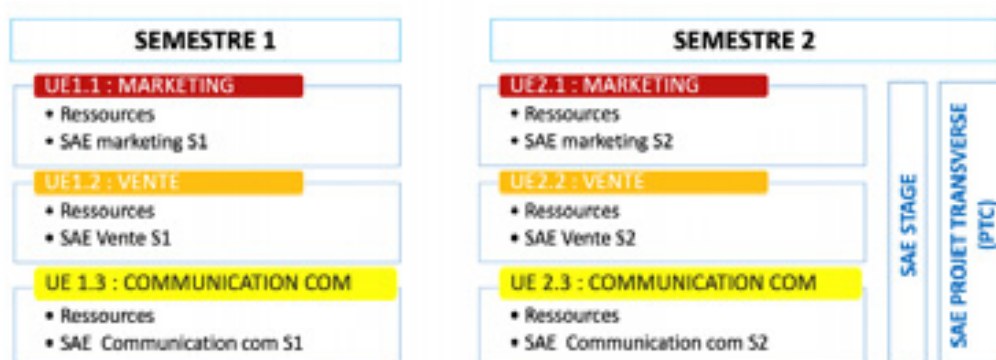 SEMESTRE 1
UE1.1 : MARKETING
• Ressources
• SAE marketing S1
UE1.2 : VENTE
• Ressources
• SAE Vente S1
UE 1.3 : COMMUNICATION COM
• Ressources
• SAE Communication com S1
SEMESTRE 2
UE2.1 : MARKETING
• Ressources
• SAE marketing S2
UE2.2 : VENTE
• Ressources
• SAE Vente S2
UE 2.3 : COMMUNICATION COM
• Ressources
• SAE Communication com S2
SAE STAGE
SAE PROJET TRANSVERSE
(PTC)